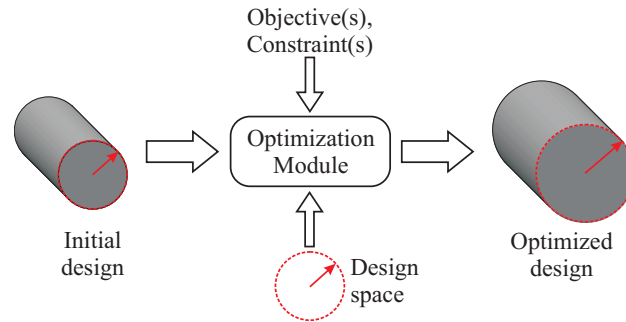 Objective(s),
Constraint(s)
Optimization
Module
Initial
design
Design
space
Optimized
design